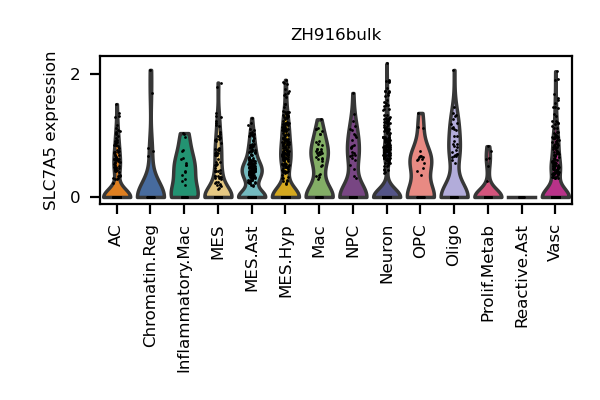 ZH916bulk
SLC7A5 expression
2
0
AC
Chromatin.Reg
Inflammatory.Mac
MES
MES.Ast
MES.Hyp
Mac
NPC
Neuron
OPC
Oligo
Prolif.Metab
Reactive.Ast
Vasc